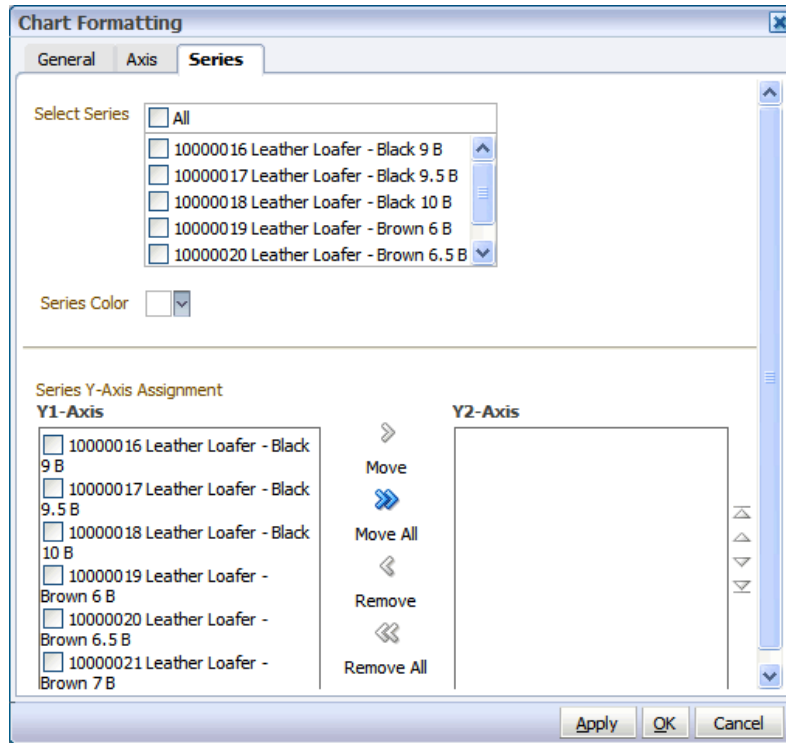 Chart Formatting
General Axis Series
Select Series
All
10000016 Leather Loafer - Black 9 B
10000017 Leather Loafer - Black 9.5 B
10000018 Leather Loafer - Black 10 B
10000019 Leather Loafer - Brown 6 B
10000020 Leather Loafer - Brown 6.5 B
Series Color
Series Y-Axis Assignment
Y1-Axis
10000016 Leather Loafer - Black
9 B
10000017 Leather Loafer - Black
9.5 B
10000018 Leather Loafer - Black
10 B
10000019 Leather Loafer -
Brown 6 B
10000020 Leather Loafer -
Brown 6.5 B
10000021 Leather Loafer -
Brown 7 B
Move
Move All
Remove
Remove All
Y2-Axis
Apply OK Cancel